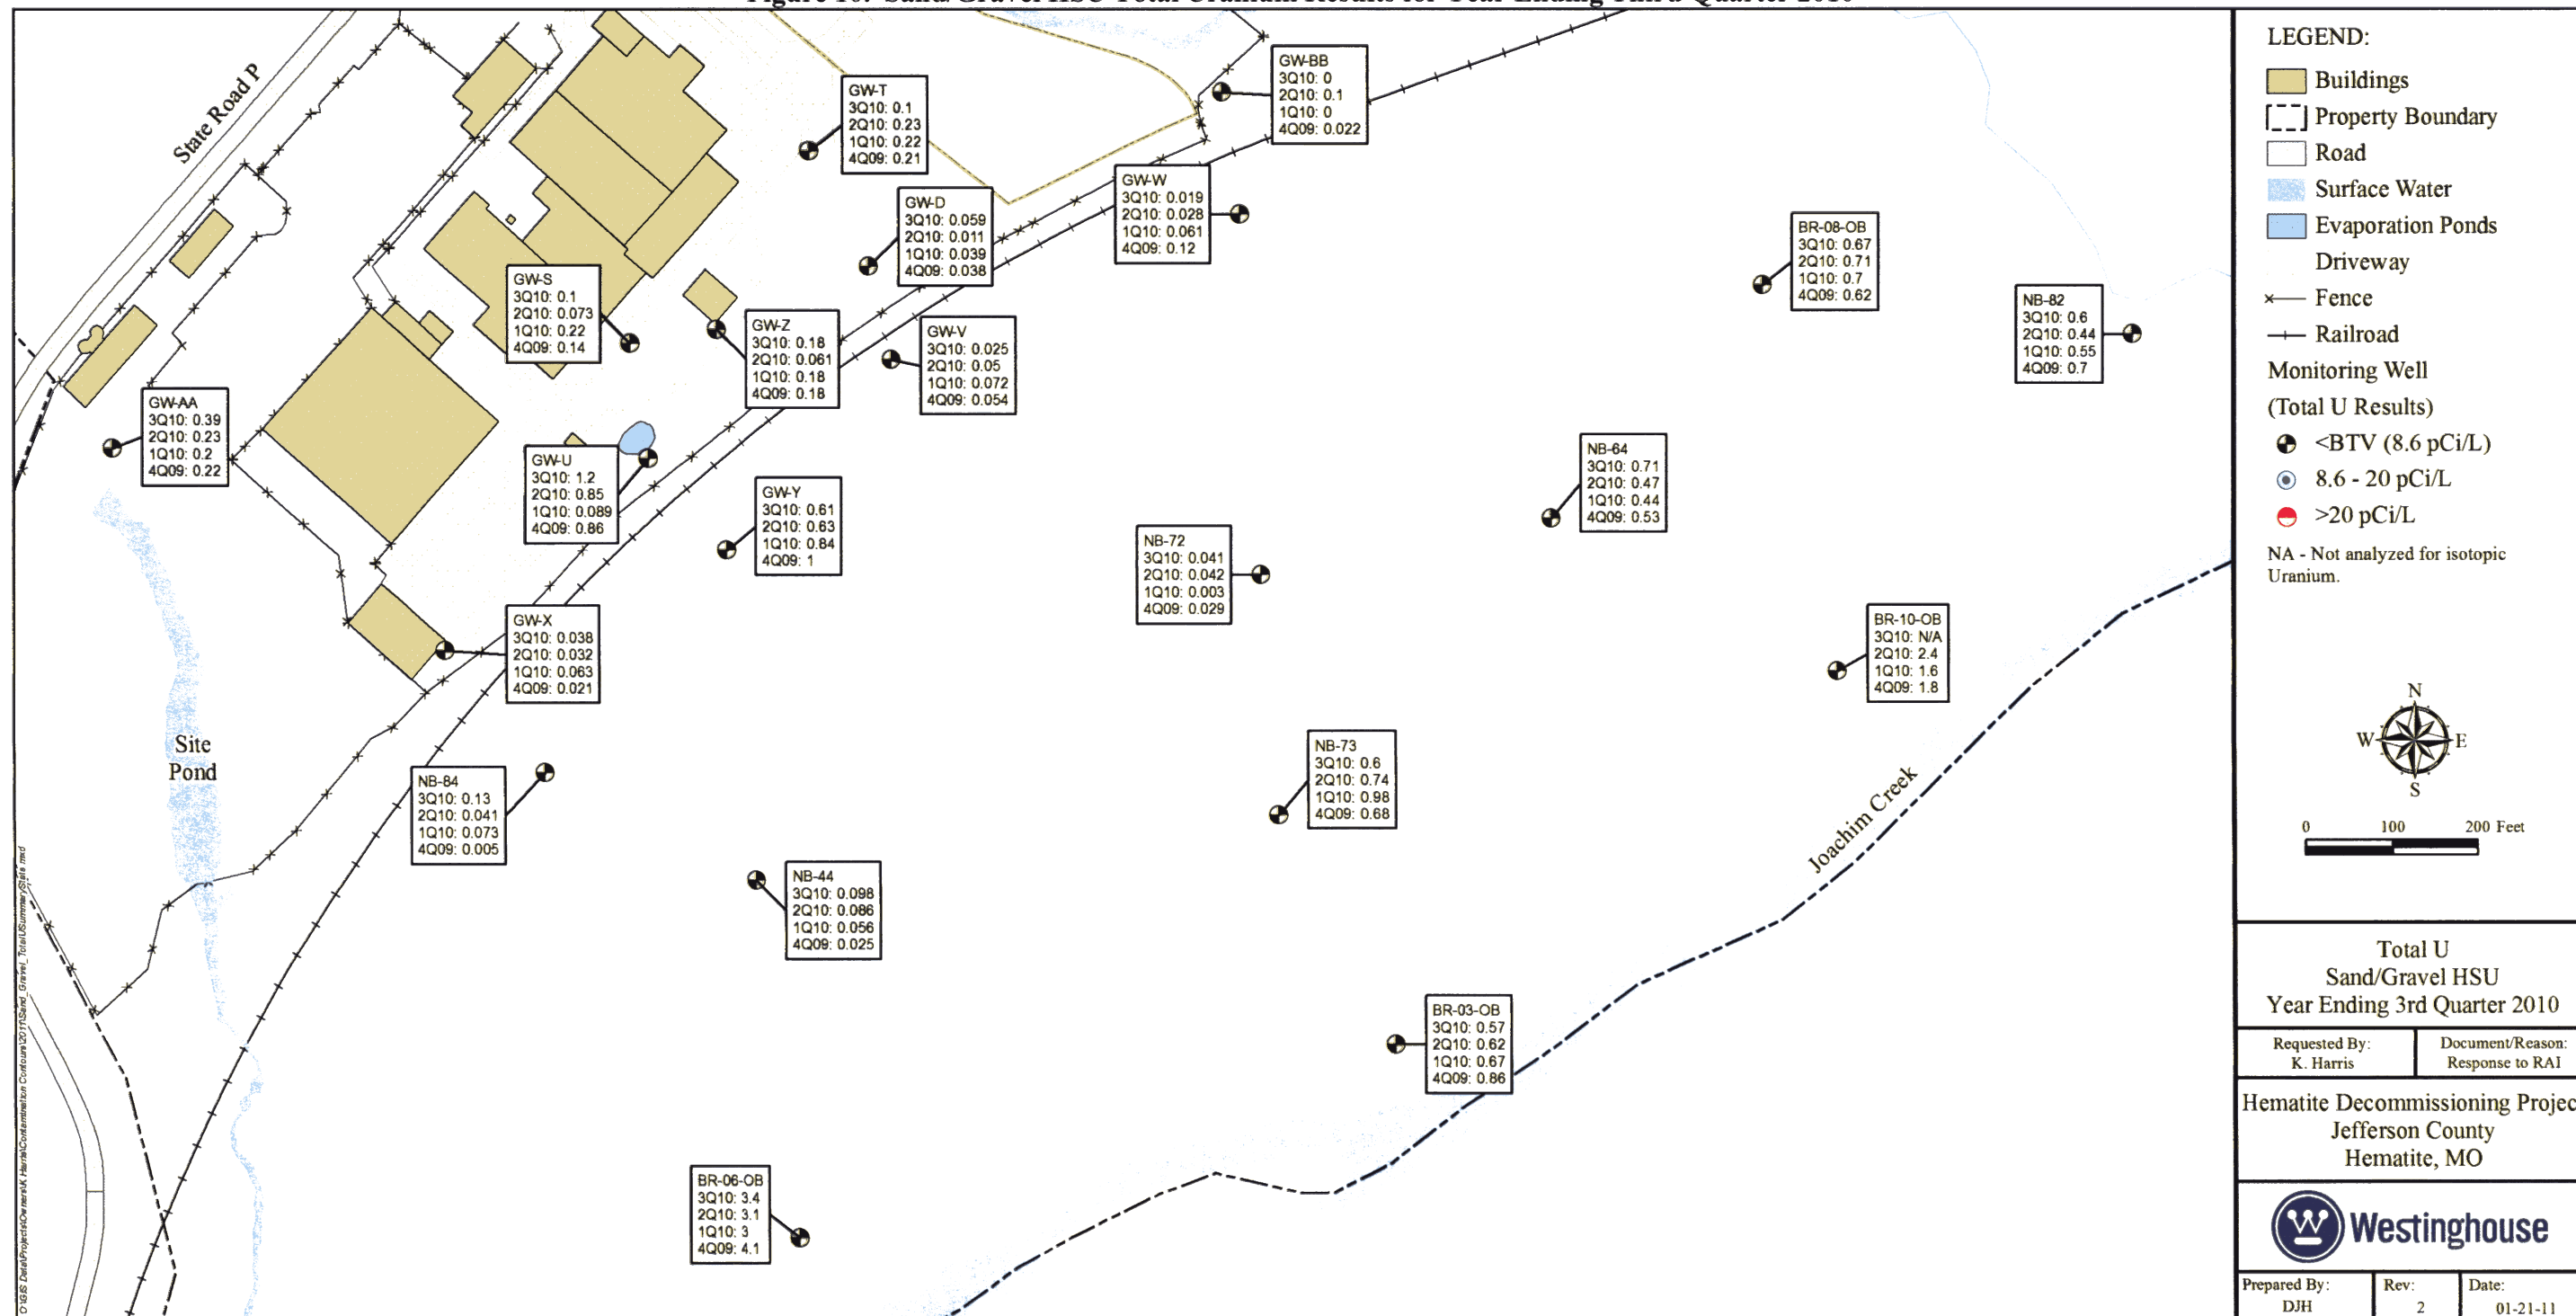 Figure 10. Sand/Gravel HSU Total Uranium Results for Year Ending Third Quarter 2010
State Road P
GW-T
3Q10: 0.1
2Q10: 0.23
1Q10: 0.22
4Q09: 0.21
GW-BB
3Q10: 0
2Q10: 0.1
1Q10: 0
4Q09: 0.022
GW-D
3Q10: 0.059
2Q10: 0.011
1Q10: 0.039
4Q09: 0.038
GW-W
3Q10: 0.019
2Q10: 0.028
1Q10: 0.061
4Q09: 0.12
BR-08-OB
3Q10: 0.67
2Q10: 0.71
1Q10: 0.7
4Q09: 0.62
GW-S
3Q10: 0.1
2Q10: 0.073
1Q10: 0.22
4Q09: 0.14
NB-82
3Q10: 0.6
2Q10: 0.44
1Q10: 0.55
4Q09: 0.7
GW-Z
3Q10: 0.18
2Q10: 0.061
1Q10: 0.18
4Q09: 0.18
GW-V
3Q10: 0.025
2Q10: 0.05
1Q10: 0.072
4Q09: 0.054
GW-AA
3Q10: 0.39
2Q10: 0.23
1Q10: 0.2
4Q09: 0.22
GW-U
3Q10: 1.2
2Q10: 0.85
1Q10: 0.089
4Q09: 0.86
NB-64
3Q10: 0.71
2Q10: 0.47
1Q10: 0.44
4Q09: 0.53
GW-Y
3Q10: 0.61
2Q10: 0.63
1Q10: 0.84
4Q09: 1
NB-72
3Q10: 0.041
2Q10: 0.042
1Q10: 0.003
4Q09: 0.029
GW-X
3Q10: 0.038
2Q10: 0.032
1Q10: 0.063
4Q09: 0.021
BR-10-OB
3Q10: N/A
2Q10: 2.4
1Q10: 1.6
4Q09: 1.8
Site
Pond
NB-73
3Q10: 0.6
2Q10: 0.74
1Q10: 0.98
4Q09: 0.68
NB-84
3Q10: 0.13
2Q10: 0.041
1Q10: 0.073
4Q09: 0.005
Joachim Creek
NB-44
3Q10: 0.098
2Q10: 0.086
1Q10: 0.056
4Q09: 0.025
BR-03-OB
3Q10: 0.57
2Q10: 0.62
1Q10: 0.67
4Q09: 0.86
BR-06-OB
3Q10: 3.4
2Q10: 3.1
1Q10: 3
4Q09: 4.1
LEGEND:
Buildings
Property Boundary
Road
Surface Water
Evaporation Ponds
Driveway
Fence
Railroad
Monitoring Well
(Total U Results)
<BTV (8.6 pCi/L)
8.6 - 20 pCi/L
>20 pCi/L
NA - Not analyzed for isotopic
Uranium.
N
W E
S
0 100 200 Feet
Total U
Sand/Gravel HSU
Year Ending 3rd Quarter 2010
Requested By:
K. Harris
Document/Reason:
Response to RAI
Hematite Decommissioning Projec
Jefferson County
Hematite, MO
Westinghouse
Prepared By:
DJH
Rev:
2
Date:
01-21-11